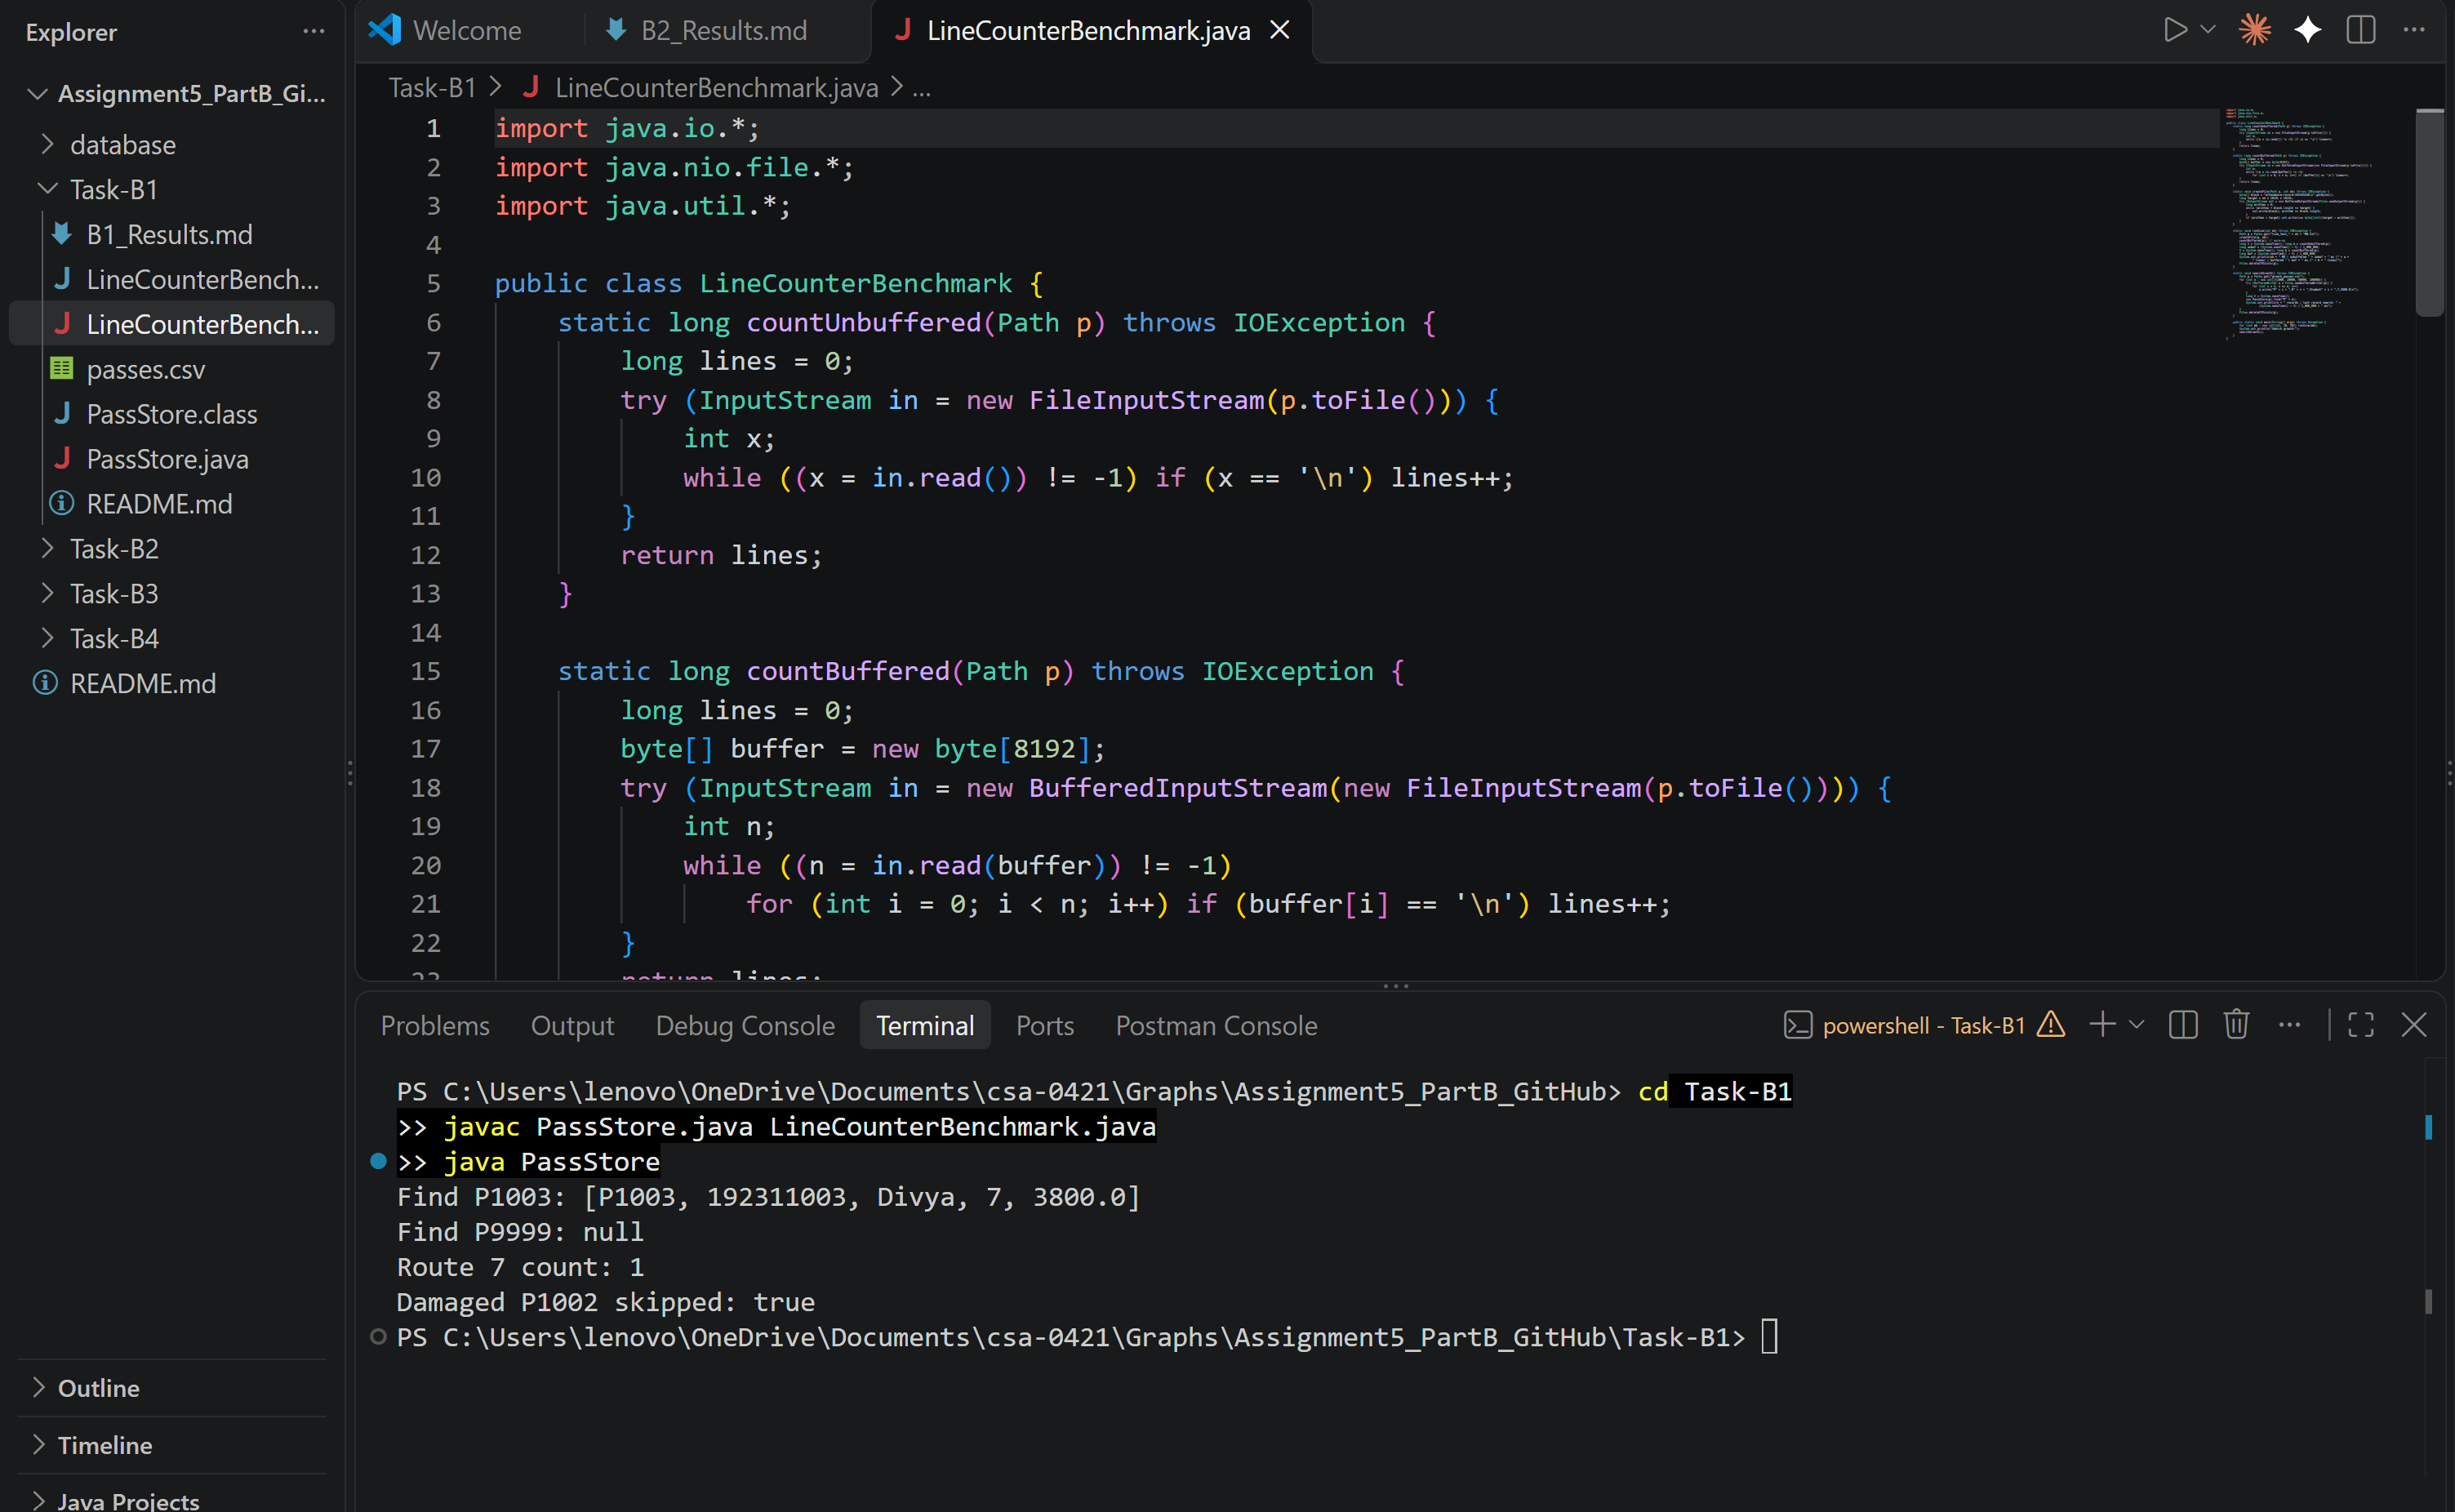 Explorer
Assignment5_PartB_Gi...
database
Task-B1
B1_Results.md
LineCounterBench...
LineCounterBench...
passes.csv
PassStore.class
PassStore.java
README.md
Task-B2
Task-B3
Task-B4
README.md
Outline
Timeline
Java Projects
Welcome
B2_Results.md
LineCounterBenchmark.java
Task-B1 > LineCounterBenchmark.java > ...
1 import java.io.*;
2 import java.nio.file.*;
3 import java.util.*;
4
5 public class LineCounterBenchmark {
6     static long countUnbuffered(Path p) throws IOException {
7         long lines = 0;
8         try (InputStream in = new FileInputStream(p.toFile())) {
9             int x;
10             while ((x = in.read()) != -1) if (x == '\n') lines++;
11         }
12         return lines;
13     }
14
15     static long countBuffered(Path p) throws IOException {
16         long lines = 0;
17         byte[] buffer = new byte[8192];
18         try (InputStream in = new BufferedInputStream(new FileInputStream(p.toFile()))) {
19             int n;
20             while ((n = in.read(buffer)) != -1)
21                 for (int i = 0; i < n; i++) if (buffer[i] == '\n') lines++;
22         }
23         return lines;
Problems Output Debug Console Terminal Ports Postman Console
powershell - Task-B1
PS C:\Users\lenovo\OneDrive\Documents\csa-0421\Graphs\Assignment5_PartB_GitHub> cd Task-B1
>> javac PassStore.java LineCounterBenchmark.java
>> java PassStore
Find P1003: [P1003, 192311003, Divya, 7, 3800.0]
Find P9999: null
Route 7 count: 1
Damaged P1002 skipped: true
PS C:\Users\lenovo\OneDrive\Documents\csa-0421\Graphs\Assignment5_PartB_GitHub\Task-B1>